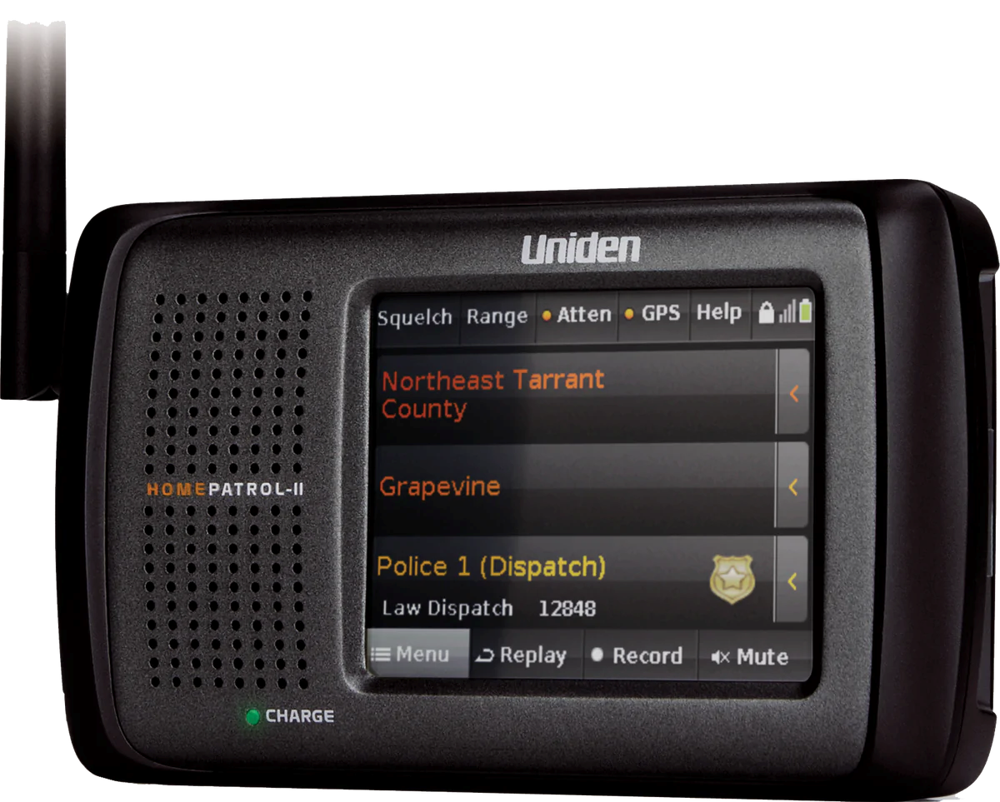 Uniden
Squelch Range Atten GPS Help
Northeast Tarrant
County
Grapevine
HOMEPATROL-II
Police 1 (Dispatch)
Law Dispatch 12848
Menu Replay Record Mute
CHARGE